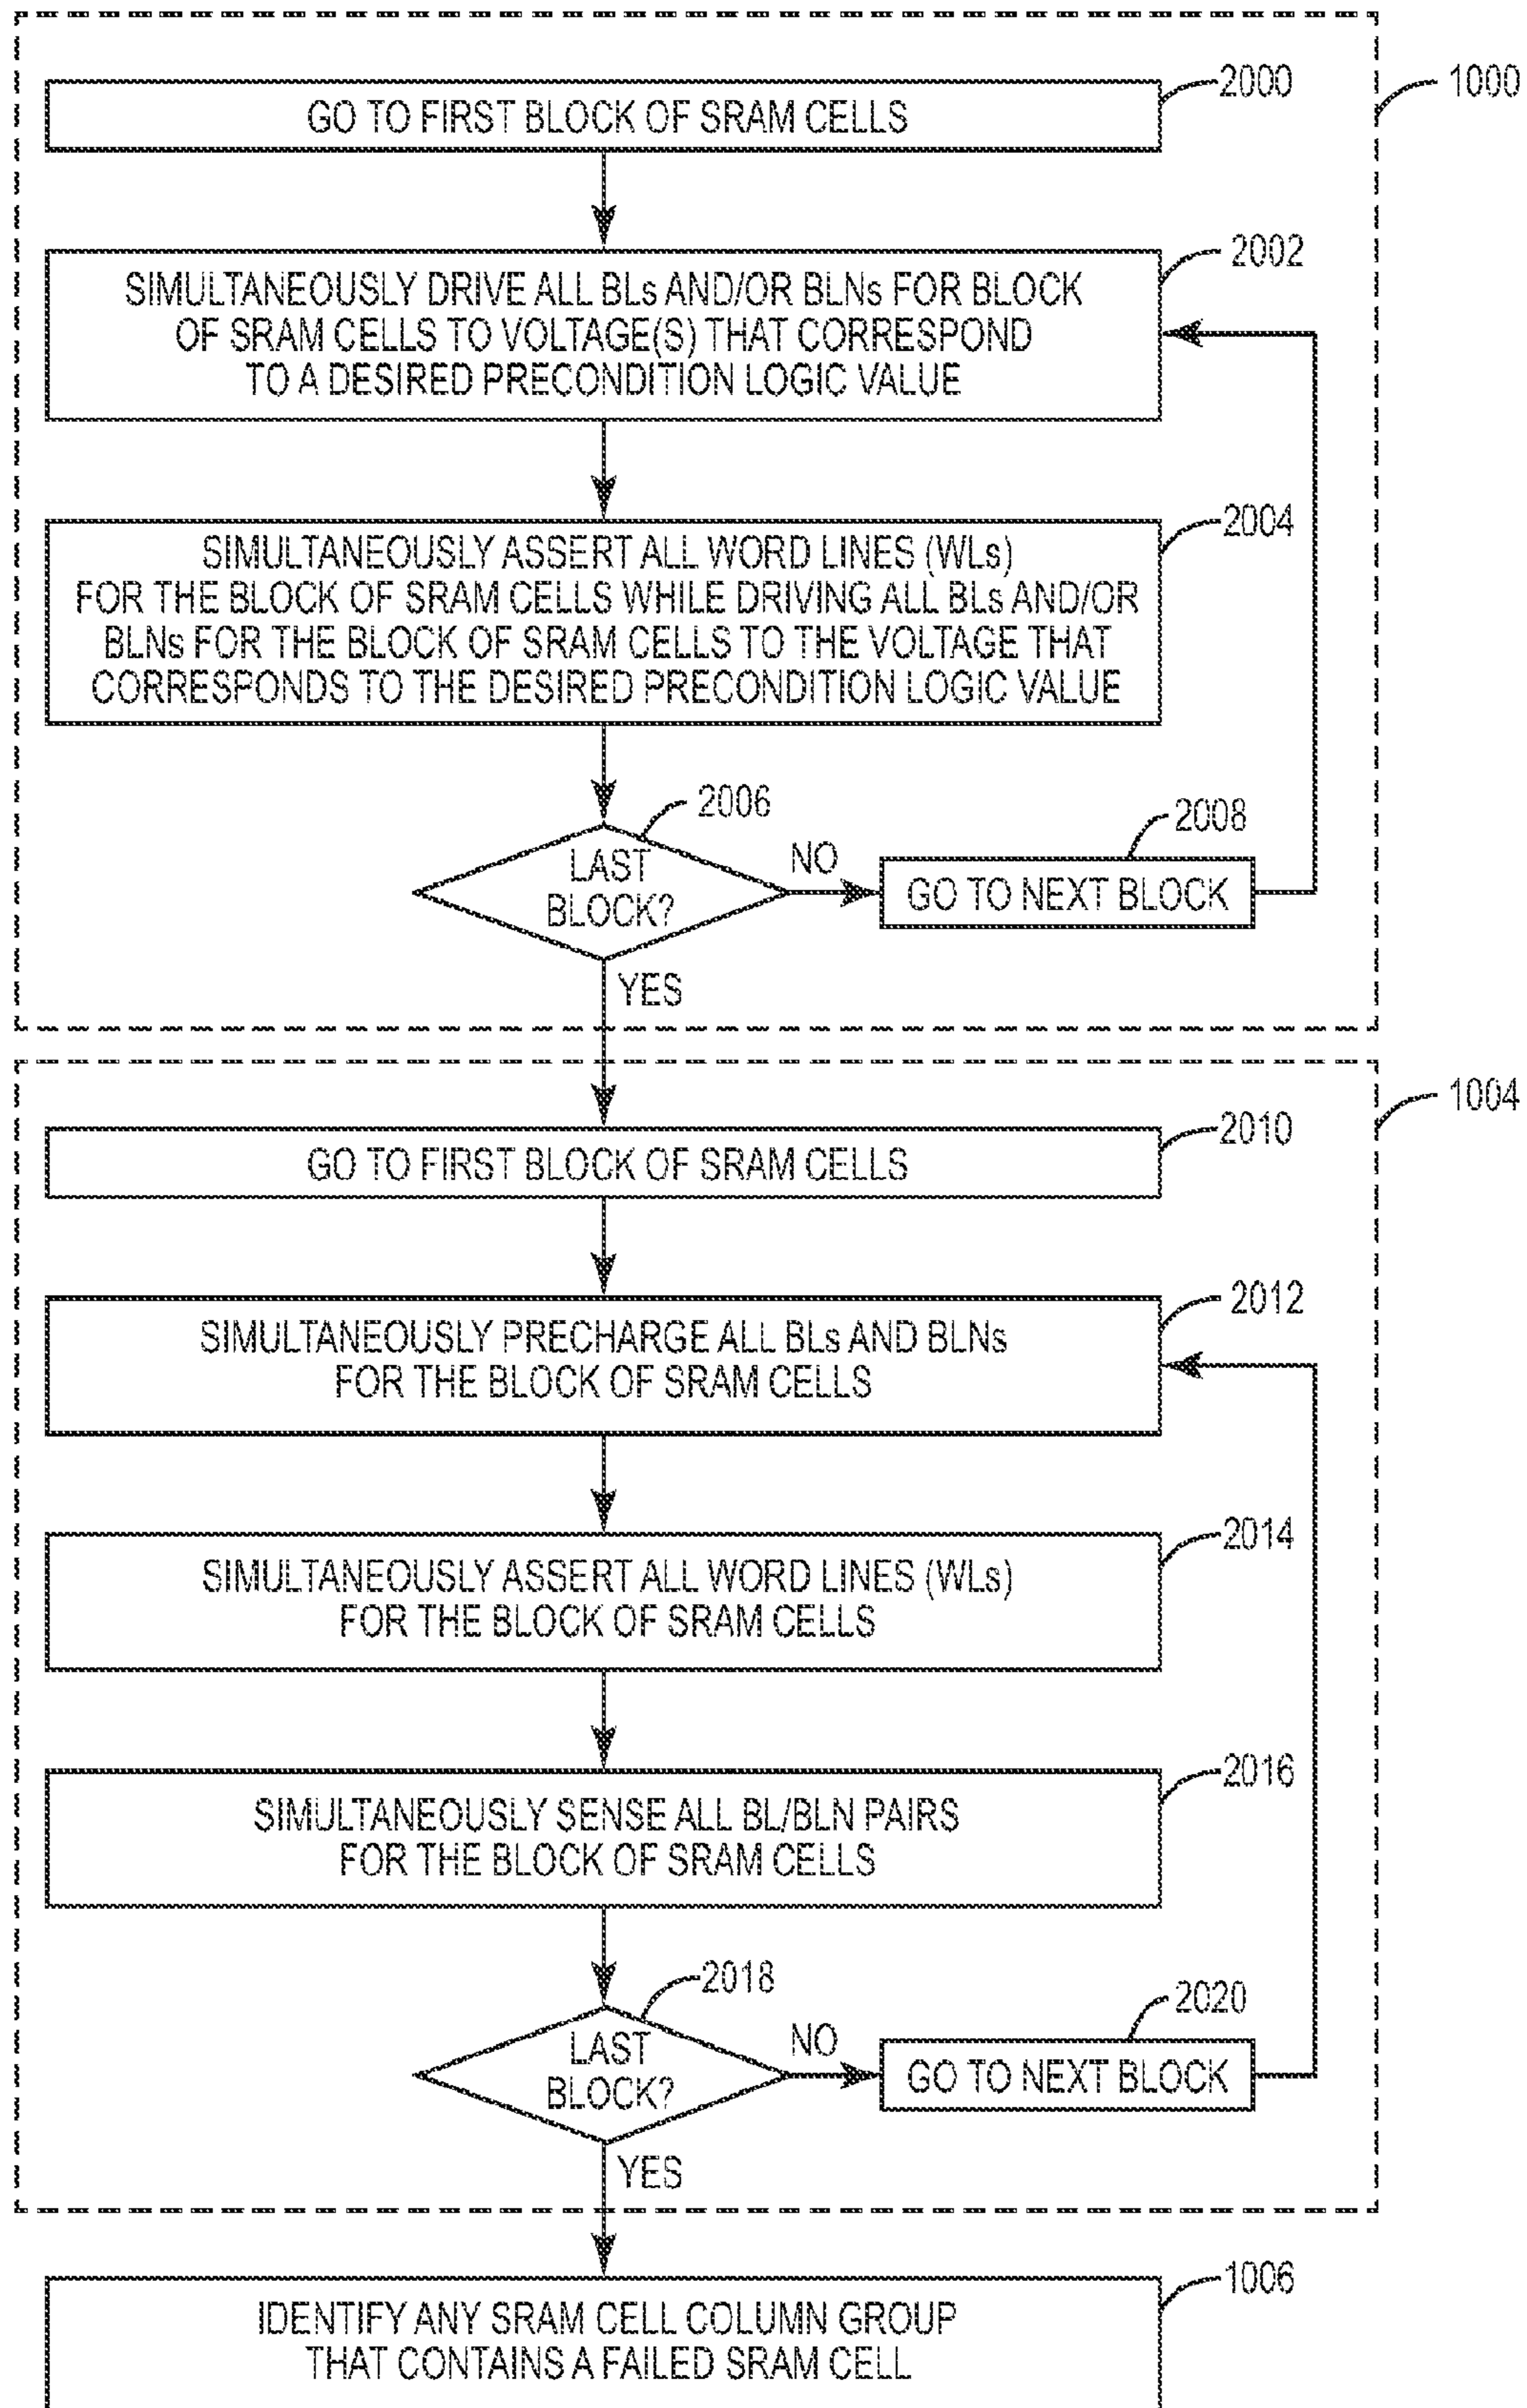 2000
1000
GO TO FIRST BLOCK OF SRAM CELLS
2002
SIMULTANEOUSLY DRIVE ALL BLs AND/OR BLNs FOR BLOCK
OF SRAM CELLS TO VOLTAGE(S) THAT CORRESPOND
TO A DESIRED PRECONDITION LOGIC VALUE
2004
SIMULTANEOUSLY ASSERT ALL WORD LINES (WLs)
FOR THE BLOCK OF SRAM CELLS WHILE DRIVING ALL BLs AND/OR
BLNs FOR THE BLOCK OF SRAM CELLS TO THE VOLTAGE THAT
CORRESPONDS TO THE DESIRED PRECONDITION LOGIC VALUE
2006
LAST
BLOCK?
NO
2008
GO TO NEXT BLOCK
YES
1004
2010
GO TO FIRST BLOCK OF SRAM CELLS
2012
SIMULTANEOUSLY PRECHARGE ALL BLs AND BLNs
FOR THE BLOCK OF SRAM CELLS
2014
SIMULTANEOUSLY ASSERT ALL WORD LINES (WLs)
FOR THE BLOCK OF SRAM CELLS
2016
SIMULTANEOUSLY SENSE ALL BL/BLN PAIRS
FOR THE BLOCK OF SRAM CELLS
2018
LAST
BLOCK?
NO
2020
GO TO NEXT BLOCK
YES
1006
IDENTIFY ANY SRAM CELL COLUMN GROUP
THAT CONTAINS A FAILED SRAM CELL